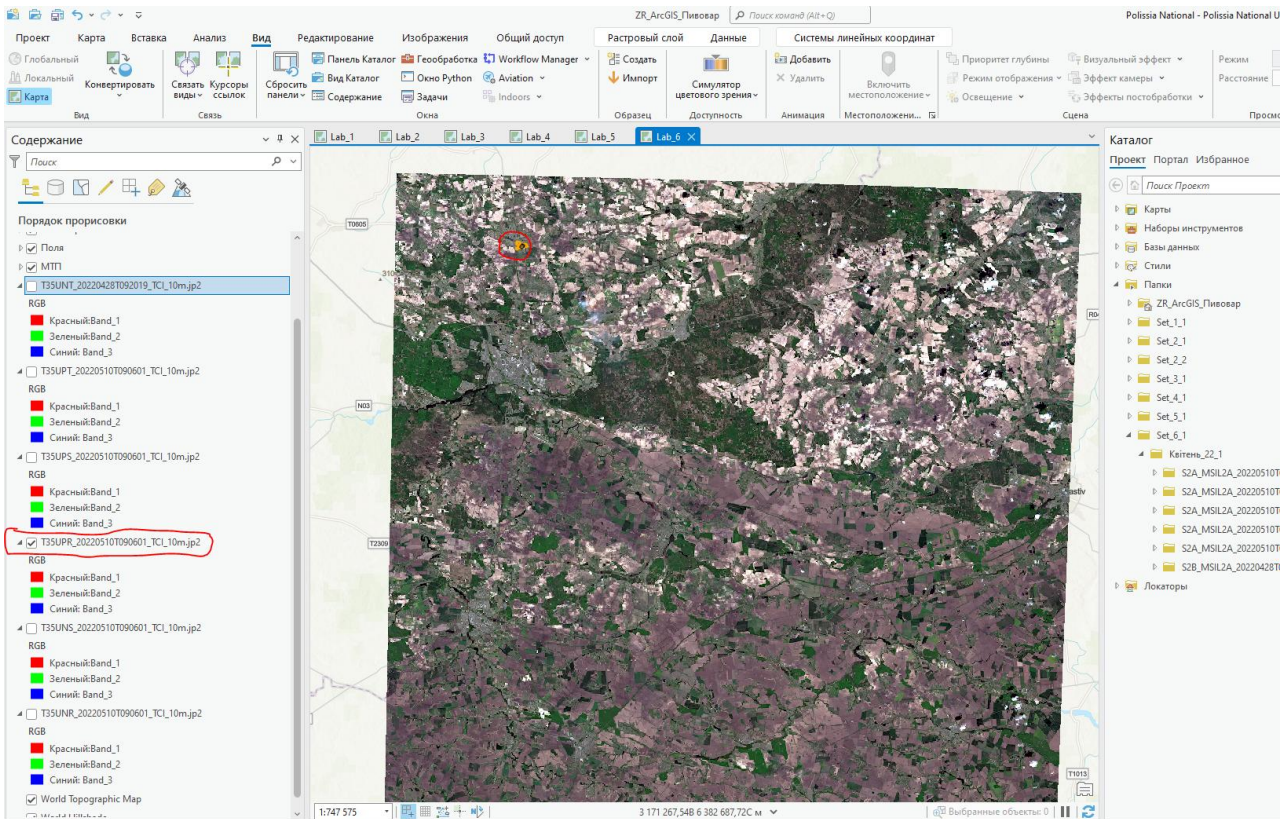 ZR_ArcGIS_Пивовар
Поиск команд (Alt+Q)
Polissia National - Polissia National U
Проект
Карта
Вставка
Анализ
Вид
Редактирование
Изображения
Общий доступ
Растровый слой
Данные
Системы линейных координат
Глобальный
Локальный
Карта
Конвертировать
Вид
Связать виды
Курсоры ссылок
Связь
Сбросить панели
Панель Каталог
Вид Каталог
Содержание
Геообработка
Окно Python
Задачи
Workflow Manager
Aviation
Indoors
Окна
Создать
Импорт
Образец
Симулятор цветового зрения
Доступность
Добавить
Удалить
Анимация
Включить местоположение
Местоположени...
Приоритет глубины
Режим отображения
Освещение
Визуальный эффект
Эффект камеры
Эффекты постобработки
Сцена
Режим
Расстояние
Просмо
Содержание
Поиск
Порядок прорисовки
Поля
МТП
T35UNT_20220428T092019_TCI_10m.jp2
RGB
Красный:Band_1
Зеленый:Band_2
Синий: Band_3
T35UPT_20220510T090601_TCI_10m.jp2
RGB
Красный:Band_1
Зеленый:Band_2
Синий: Band_3
T35UPS_20220510T090601_TCI_10m.jp2
RGB
Красный:Band_1
Зеленый:Band_2
Синий: Band_3
T35UPR_20220510T090601_TCI_10m.jp2
RGB
Красный:Band_1
Зеленый:Band_2
Синий: Band_3
T35UNS_20220510T090601_TCI_10m.jp2
RGB
Красный:Band_1
Зеленый:Band_2
Синий: Band_3
T35UNR_20220510T090601_TCI_10m.jp2
RGB
Красный:Band_1
Зеленый:Band_2
Синий: Band_3
World Topographic Map
World Hillshade
Lab_1
Lab_2
Lab_3
Lab_4
Lab_5
Lab_6
T0605
310
R0
N03
astiv
T2309
T1013
1:747 575
3 171 267,54В 6 382 687,72С м
Выбранные объекты: 0
Каталог
Проект
Портал
Избранное
Поиск Проект
Карты
Наборы инструментов
Базы данных
Стили
Папки
ZR_ArcGIS_Пивовар
Set_1_1
Set_2_1
Set_2_2
Set_3_1
Set_4_1
Set_5_1
Set_6_1
Квітень_22_1
S2A_MSIL2A_20220510T
S2A_MSIL2A_20220510T
S2A_MSIL2A_20220510T
S2A_MSIL2A_20220510T
S2A_MSIL2A_20220510T
S2B_MSIL2A_20220428T
Локаторы